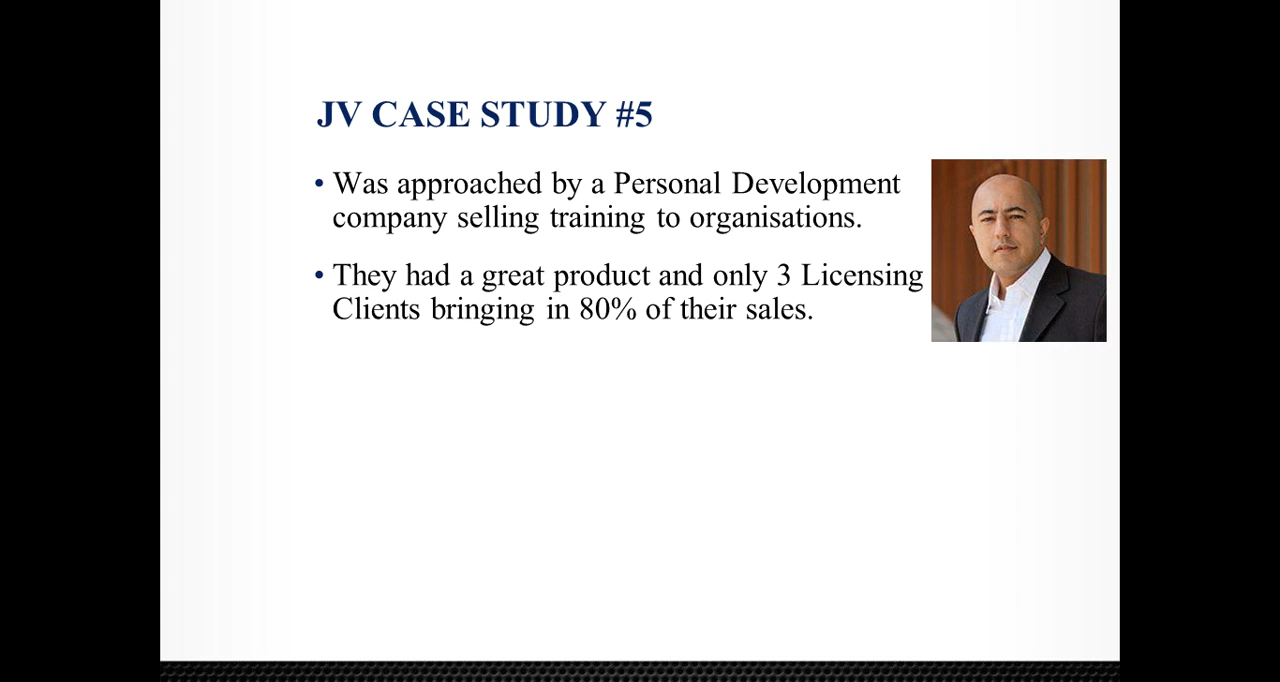 JV CASE STUDY #5
• Was approached by a Personal Development
company selling training to organisations.
• They had a great product and only 3 Licensing
Clients bringing in 80% of their sales.